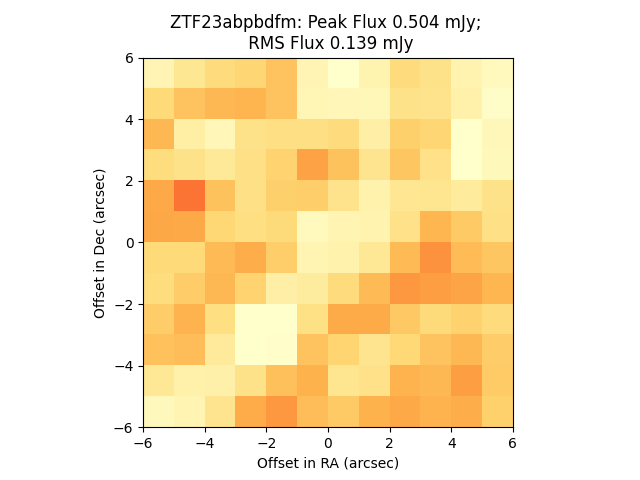 ZTF23abpbdfm: Peak Flux 0.504 mJy;
RMS Flux 0.139 mJy
6
4
2
0
−2
−4
−6
Offset in Dec (arcsec)
−6 −4 −2 0 2 4 6
Offset in RA (arcsec)